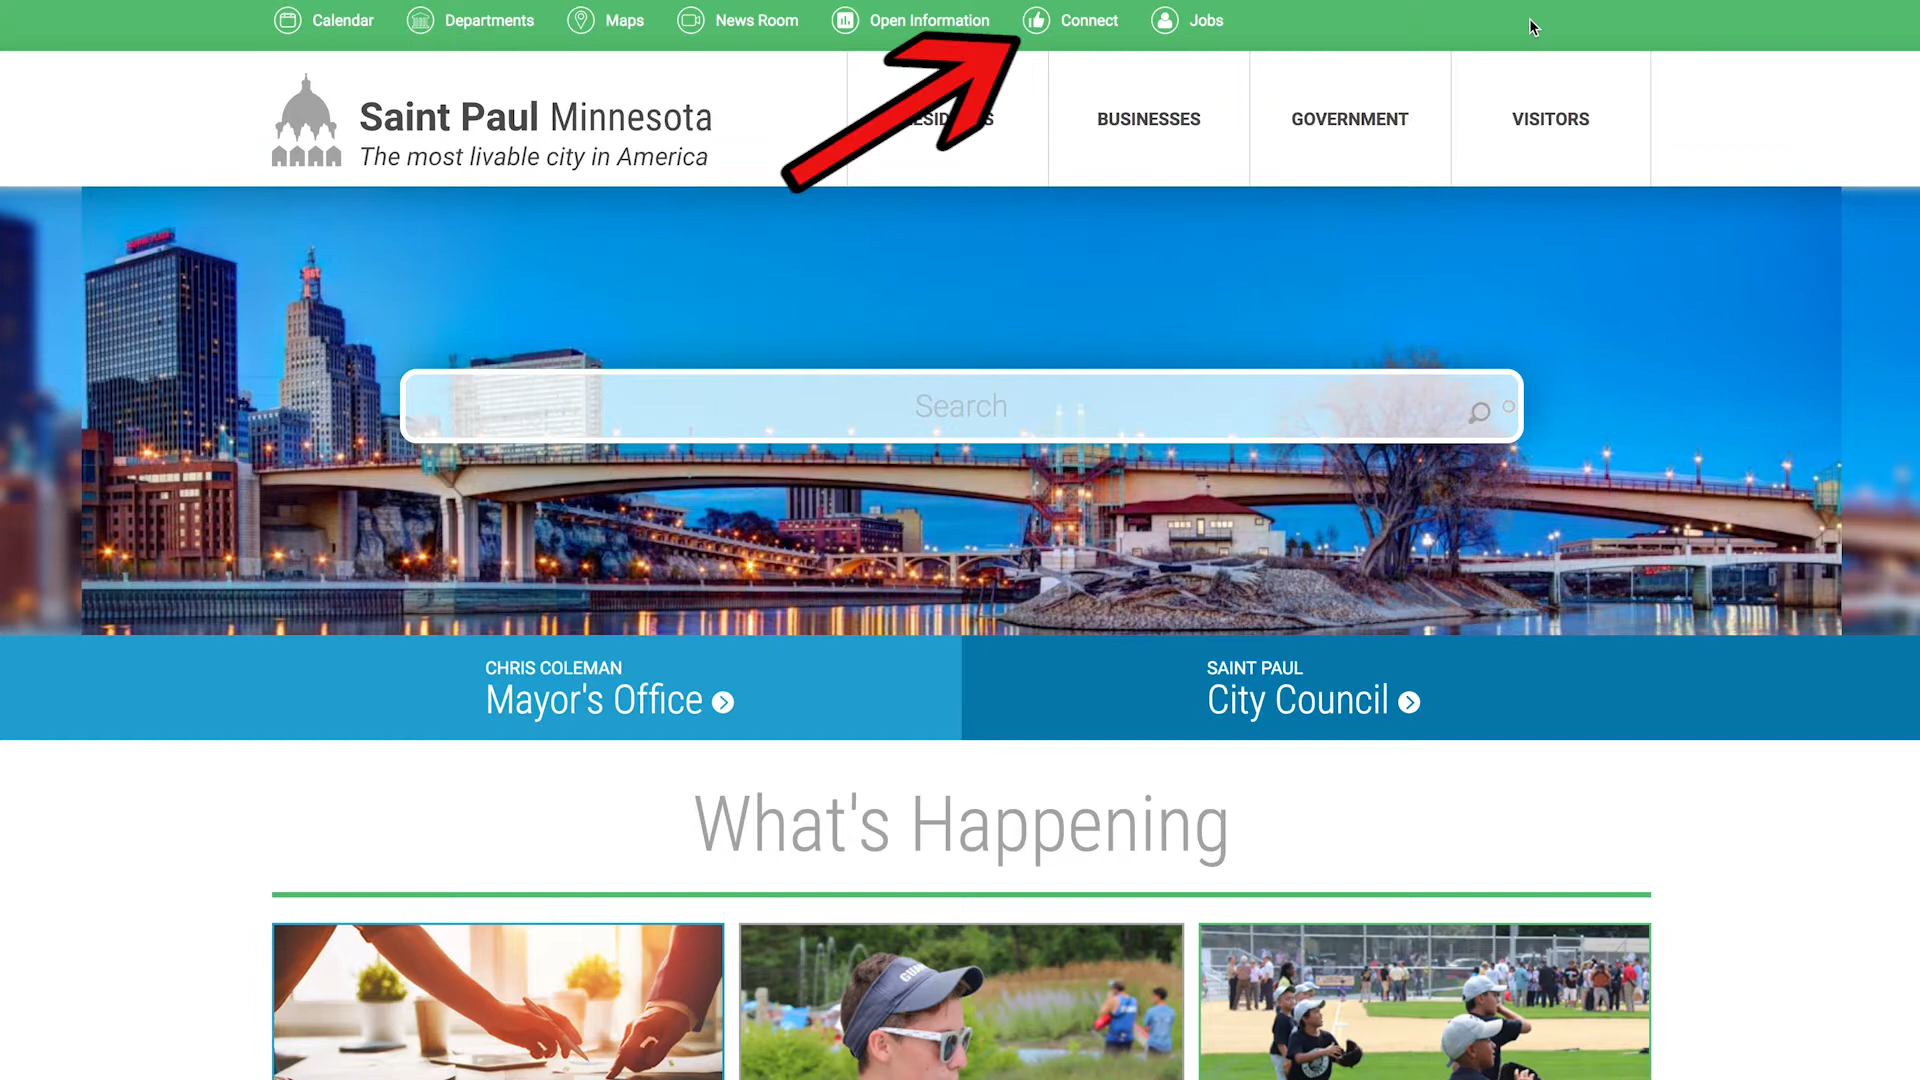 Calendar Departments Maps News Room Open Information Connect Jobs
Saint Paul Minnesota
The most livable city in America
BUSINESSES GOVERNMENT VISITORS
Search
CHRIS COLEMAN
Mayor's Office
SAINT PAUL
City Council
What's Happening